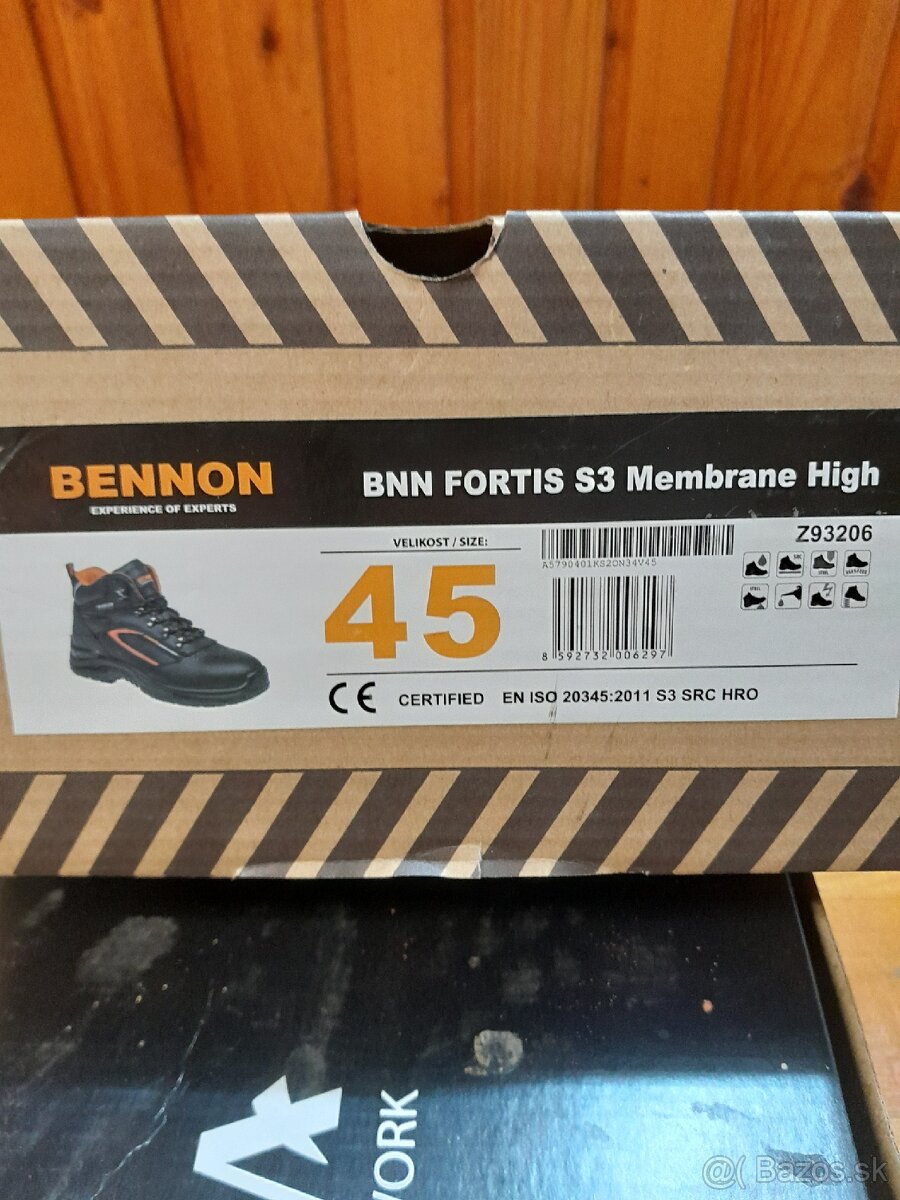 BENNON
EXPERIENCE OF EXPERTS
BNN FORTIS S3 Membrane High
VELIKOST / SIZE:
45
A5790401KS2ON34V45
8 592732 006297
Z93206
CE CERTIFIED EN ISO 20345:2011 S3 SRC HRO
WORK
@( Bazos.sk